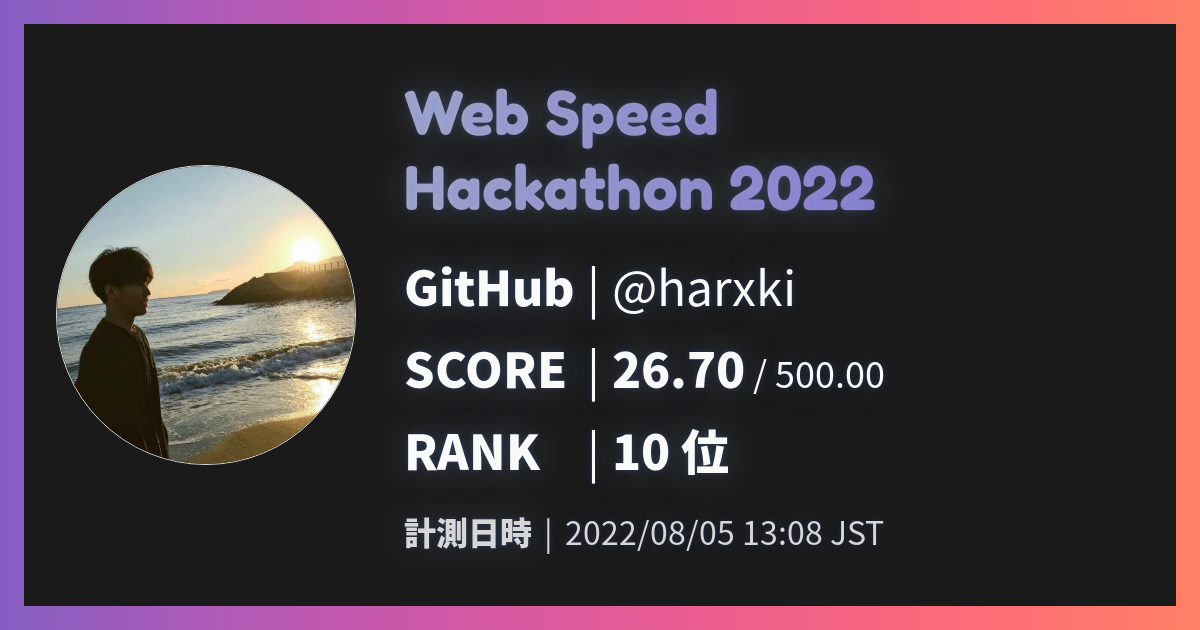 Web Speed
Hackathon 2022
GitHub | @harxki
SCORE | 26.70 / 500.00
RANK | 10 位
計測日時 | 2022/08/05 13:08 JST